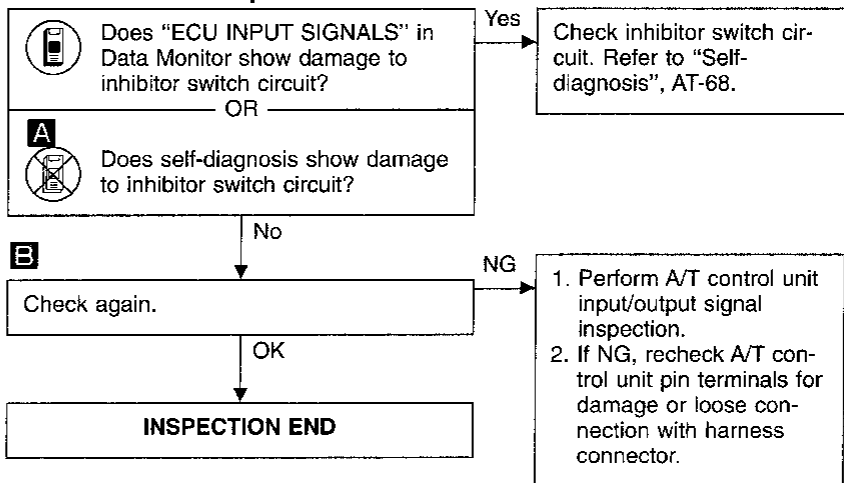 Does “ECU INPUT SIGNALS” in
Data Monitor show damage to
inhibitor switch circuit?
Yes
Check inhibitor switch cir-
cuit. Refer to “Self-
diagnosis”, AT-68.
OR
A
Does self-diagnosis show damage
to inhibitor switch circuit?
No
B
Check again.
NG
1. Perform A/T control unit
input/output signal
inspection.
2. If NG, recheck A/T con-
trol unit pin terminals for
damage or loose con-
nection with harness
connector.
OK
INSPECTION END